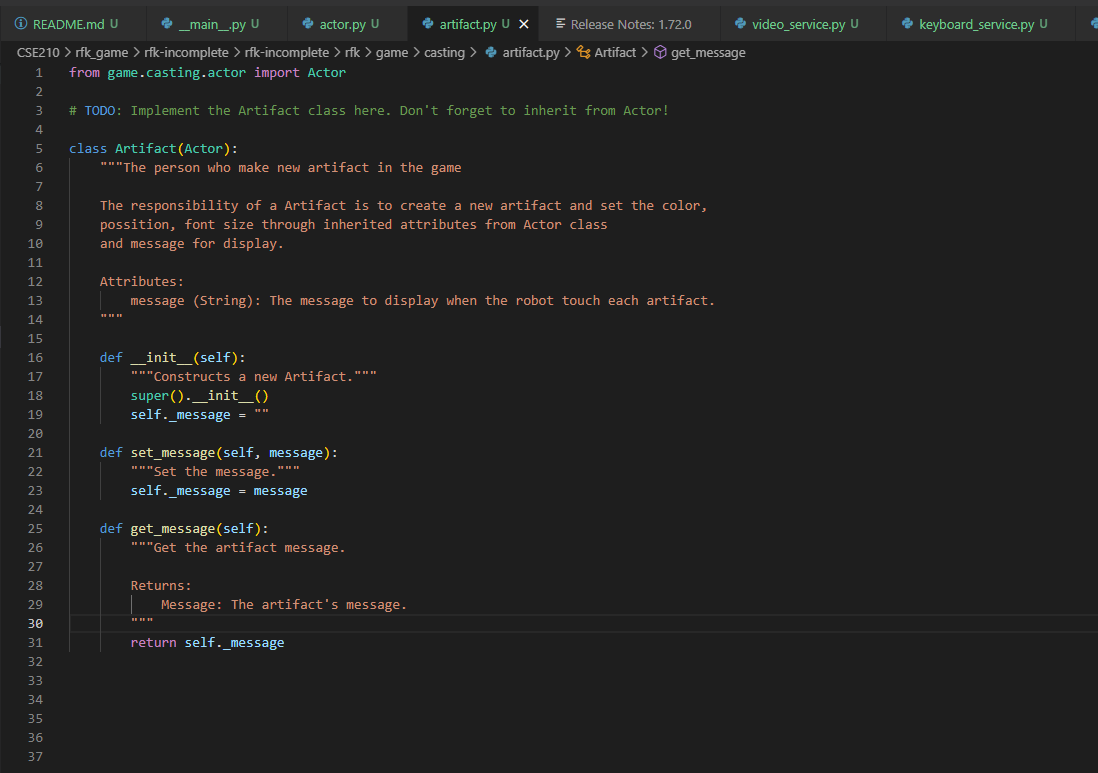 README.md U __main__.py U actor.py U artifact.py U Release Notes: 1.72.0 video_service.py U keyboard_service.py U
CSE210 > rfk_game > rfk-incomplete > rfk-incomplete > rfk > game > casting > artifact.py > Artifact > get_message
1 from game.casting.actor import Actor
2
3 # TODO: Implement the Artifact class here. Don't forget to inherit from Actor!
4
5 class Artifact(Actor):
6     """The person who make new artifact in the game
7
8     The responsibility of a Artifact is to create a new artifact and set the color,
9     possition, font size through inherited attributes from Actor class
10     and message for display.
11
12     Attributes:
13         message (String): The message to display when the robot touch each artifact.
14     """
15
16     def __init__(self):
17         """Constructs a new Artifact."""
18         super().__init__()
19         self._message = ""
20
21     def set_message(self, message):
22         """Set the message."""
23         self._message = message
24
25     def get_message(self):
26         """Get the artifact message.
27
28         Returns:
29             Message: The artifact's message.
30         """
31         return self._message
32
33
34
35
36
37